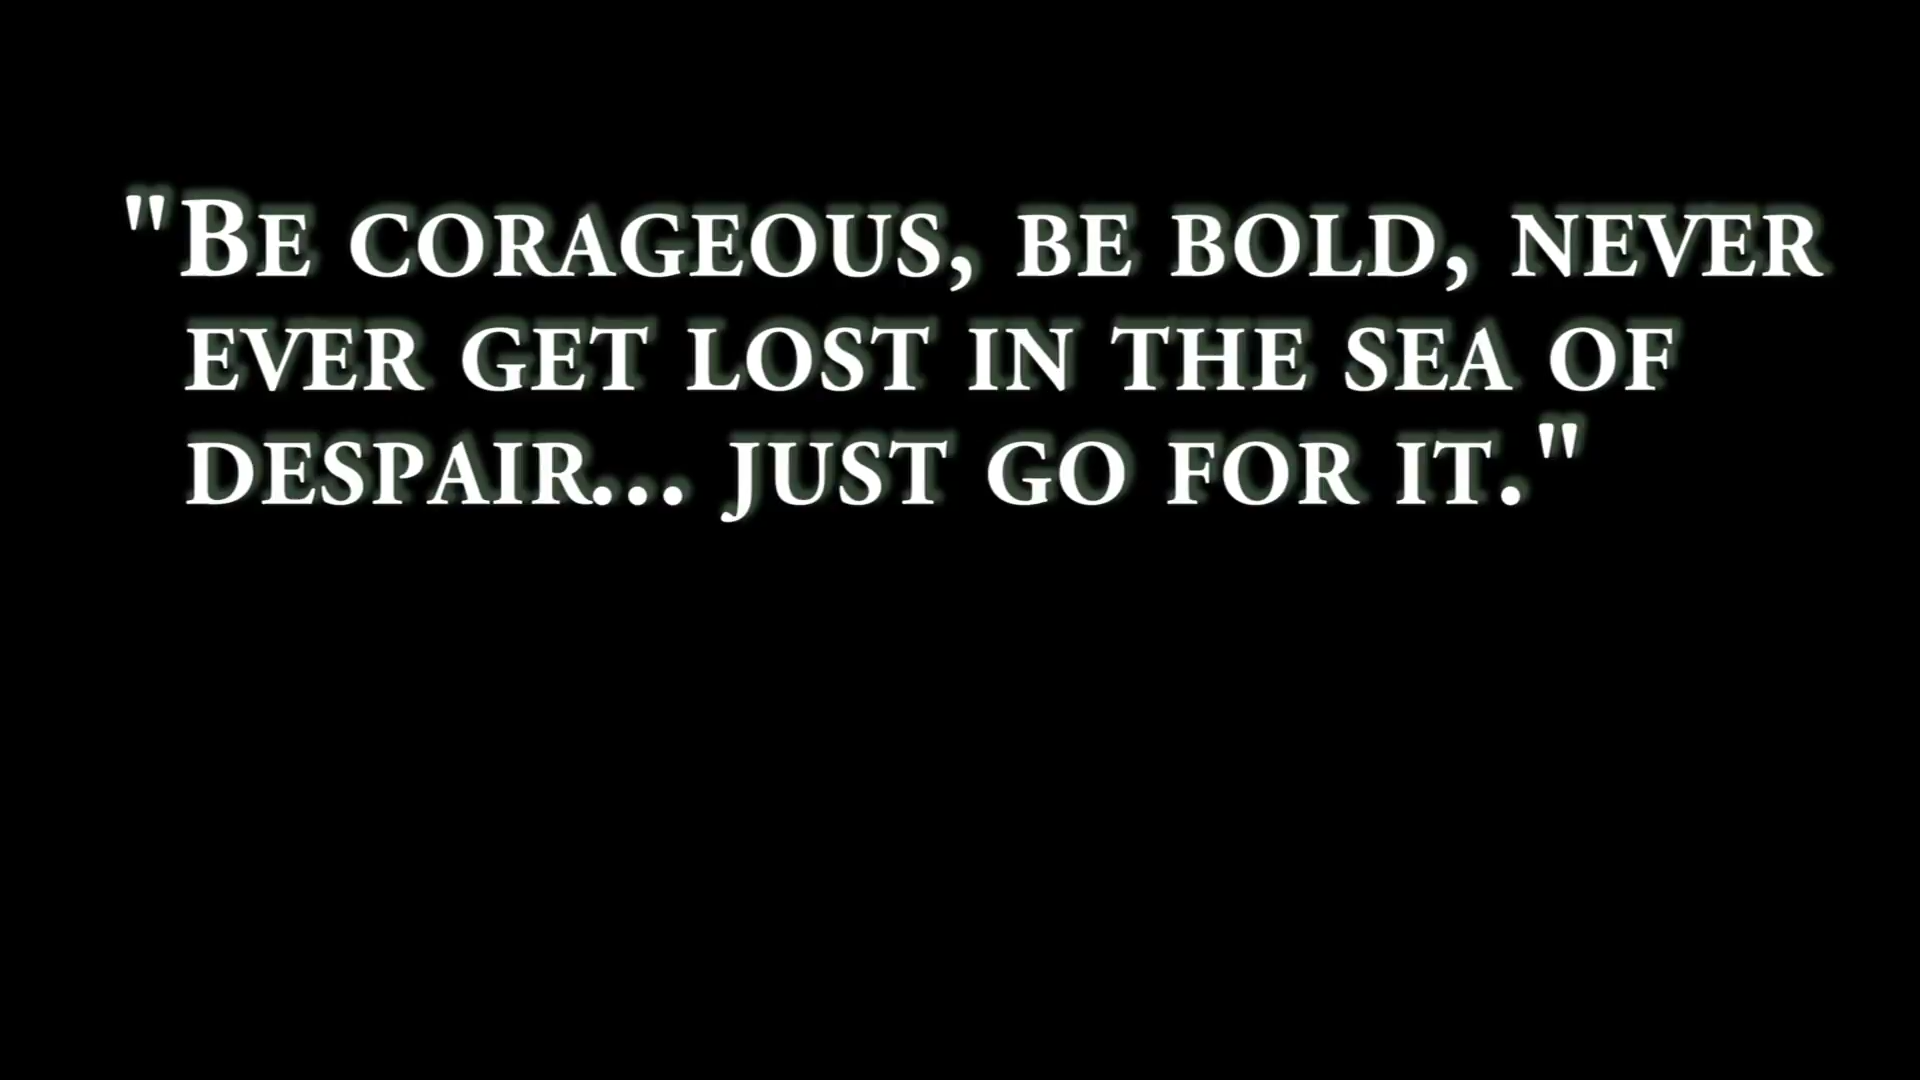 "Be corageous, be bold, never
ever get lost in the sea of
despair... just go for it."